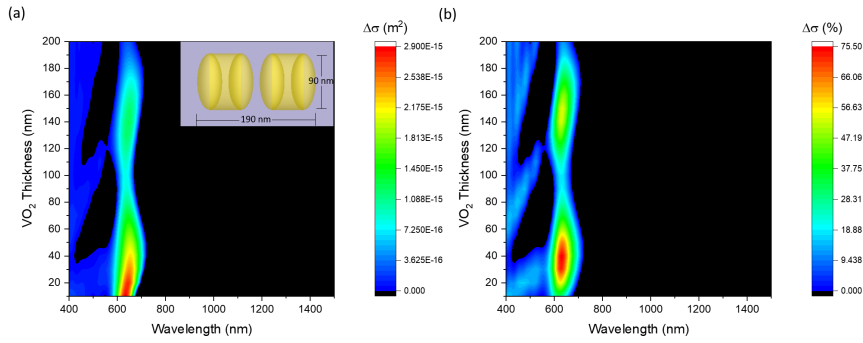 (a)
Δσ (m²)
VO₂ Thickness (nm)
200
180
160
140
120
100
80
60
40
20
400
600
800
1000
1200
1400
Wavelength (nm)
90 nm
190 nm
2.900E-15
2.538E-15
2.175E-15
1.813E-15
1.450E-15
1.088E-15
7.250E-16
3.625E-16
0.000
(b)
Δσ (%)
VO₂ Thickness (nm)
200
180
160
140
120
100
80
60
40
20
400
600
800
1000
1200
1400
Wavelength (nm)
75.50
66.06
56.63
47.19
37.75
28.31
18.88
9.438
0.000